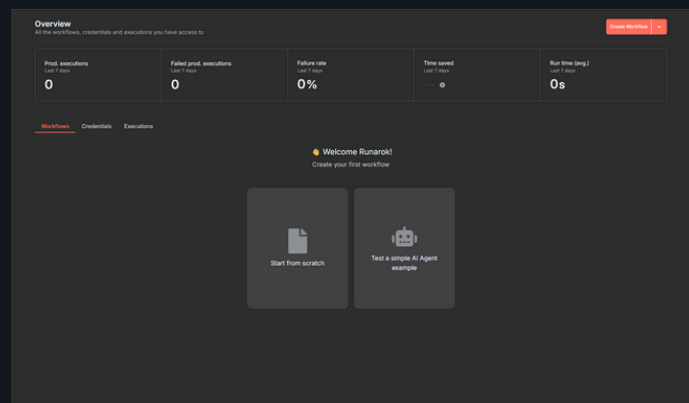 Overview
All the workflows, credentials and executions you have access to
Create Workflow
Prod. executions
Last 7 days
0
Failed prod. executions
Last 7 days
0
Failure rate
Last 7 days
0%
Time saved
Last 7 days
--
Run time (avg.)
Last 7 days
0s
Workflows
Credentials
Executions
👋 Welcome Runarok!
Create your first workflow
Start from scratch
Test a simple AI Agent
example